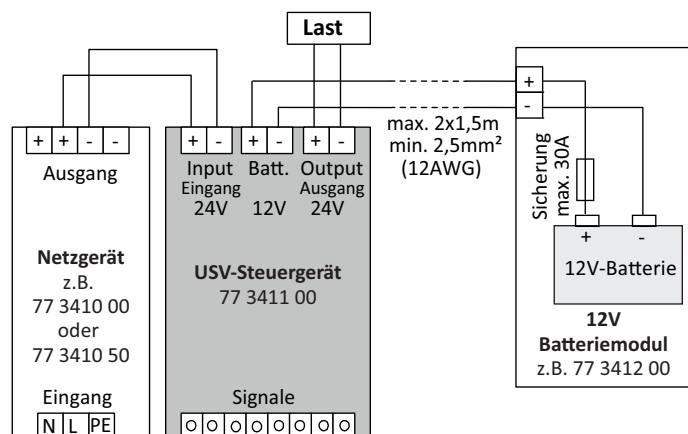 Last
+ + - -
Ausgang
Netzgerät
z.B.
77 3410 00
oder
77 3410 50
Eingang
N L PE
+ - + - + -
Input Batt. Output
Eingang Ausgang
24V 12V 24V
USV-Steuergerät
77 3411 00
Signale
max. 2x1,5m
min. 2,5mm²
(12AWG)
+
-
Sicherung
max. 30A
+ -
12V-Batterie
12V
Batteriemodul
z.B. 77 3412 00